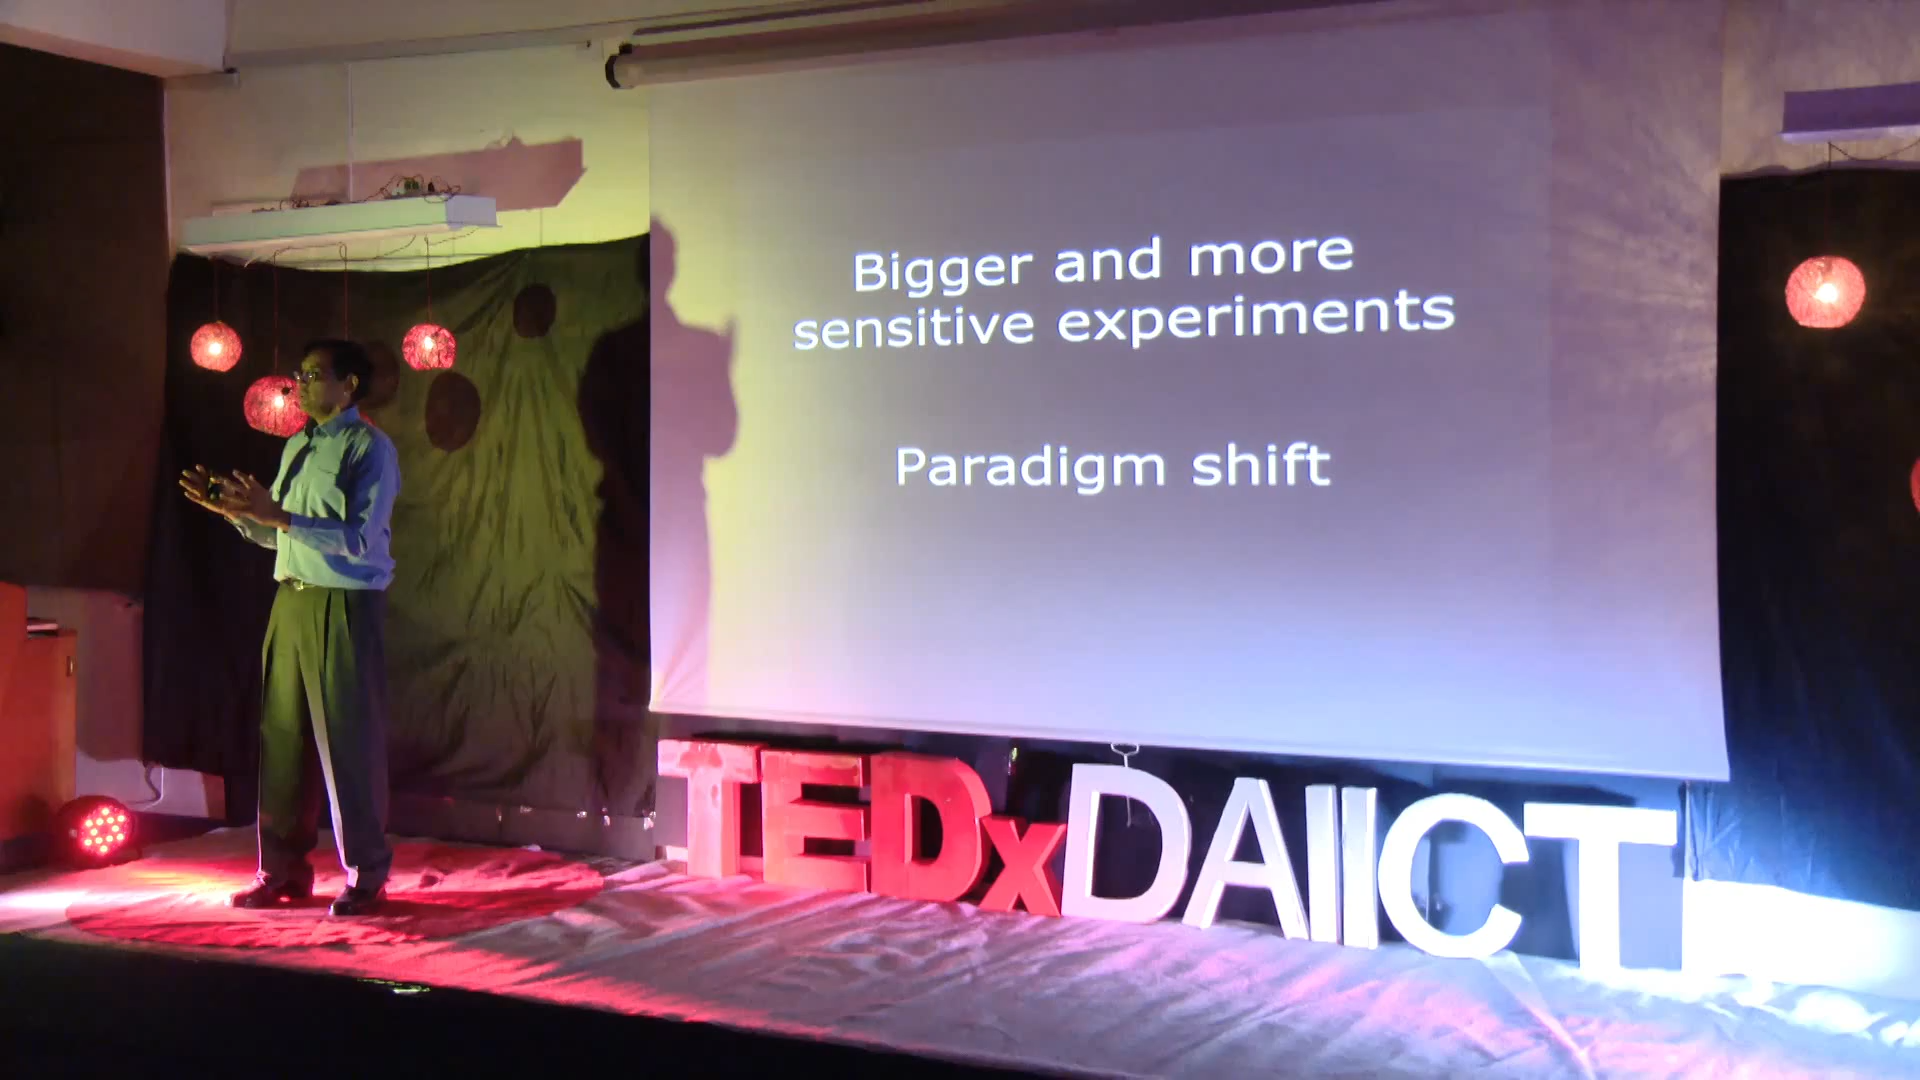 Bigger and more
sensitive experiments
Paradigm shift
TEDxDAIICT